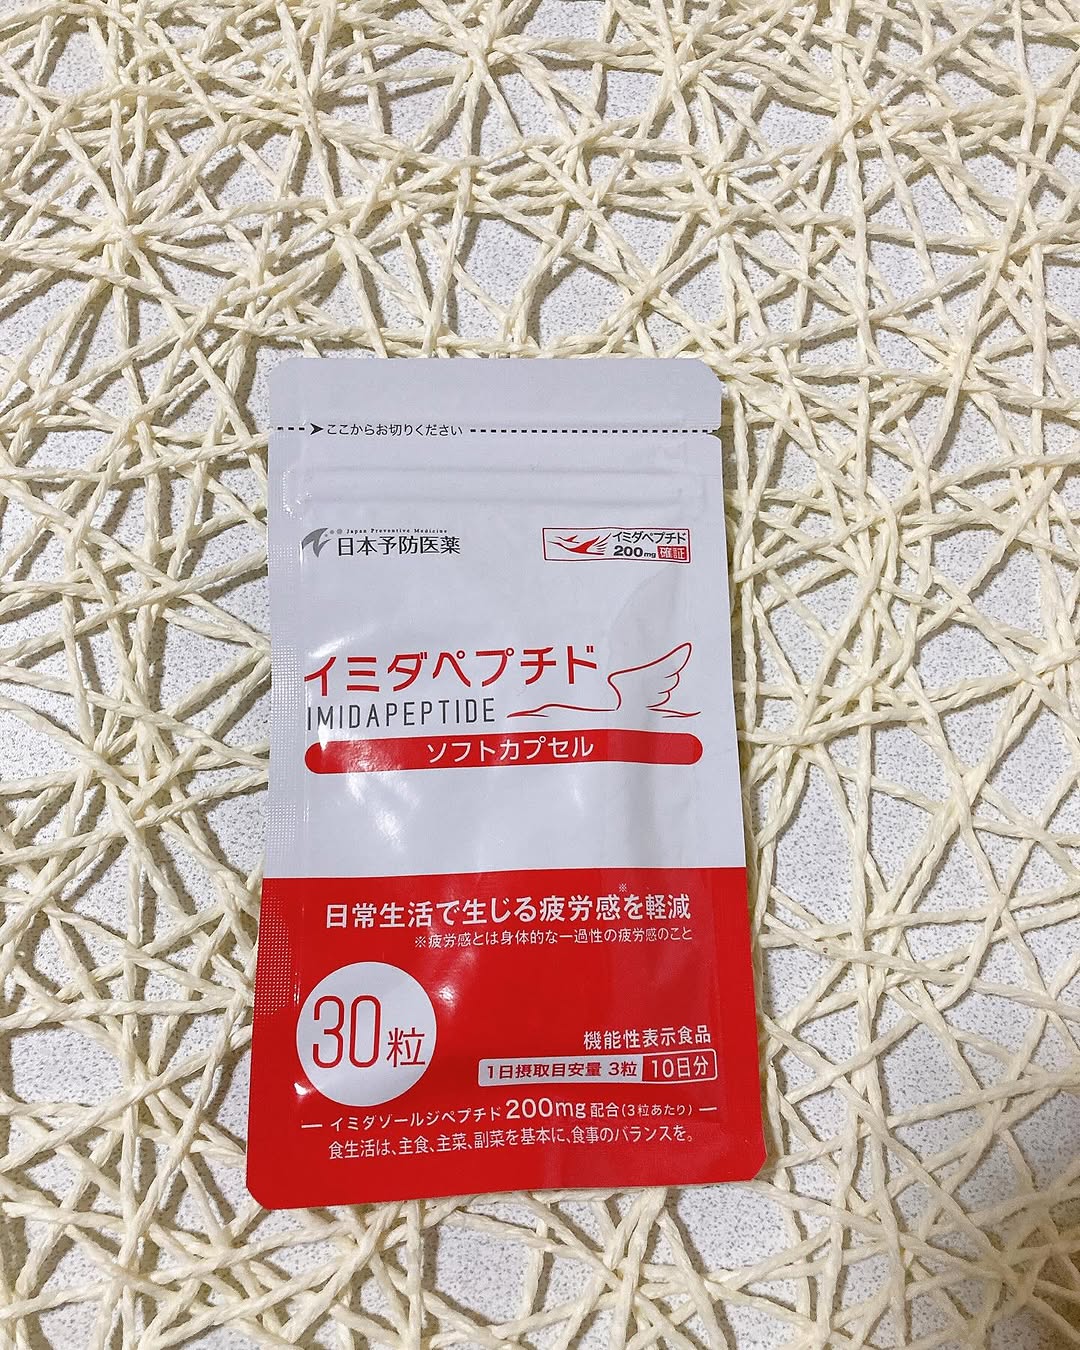 ここからお切りください
Japan Preventive Medicine
日本予防医薬
イミダペプチド
200mg 確証
イミダペプチド
IMIDAPEPTIDE
ソフトカプセル
日常生活で生じる疲労感※を軽減
※疲労感とは身体的な一過性の疲労感のこと
30粒
機能性表示食品
1日摂取目安量 3粒 10日分
イミダゾールジペプチド 200mg 配合(3粒あたり)
食生活は、主食、主菜、副菜を基本に、食事のバランスを。